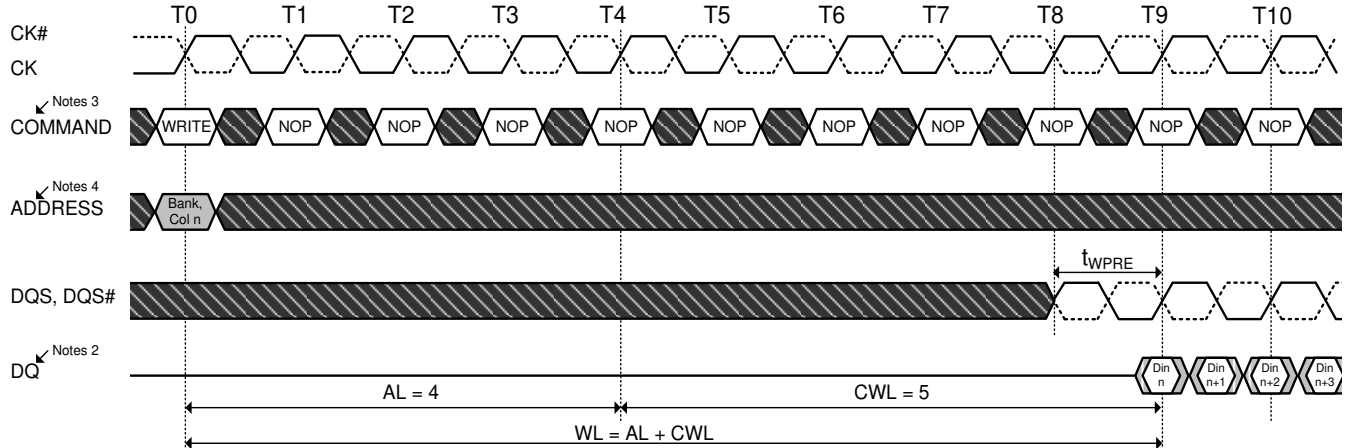 T0 T1 T2 T3 T4 T5 T6 T7 T8 T9 T10
CK#
CK
Notes 3
COMMAND WRITE NOP NOP NOP NOP NOP NOP NOP NOP NOP NOP
Notes 4
ADDRESS
Bank,
Col n
tWPRE
DQS, DQS#
Notes 2
DQ
Din
n
Din
n+1
Din
n+2
Din
n+3
AL = 4 CWL = 5
WL = AL + CWL